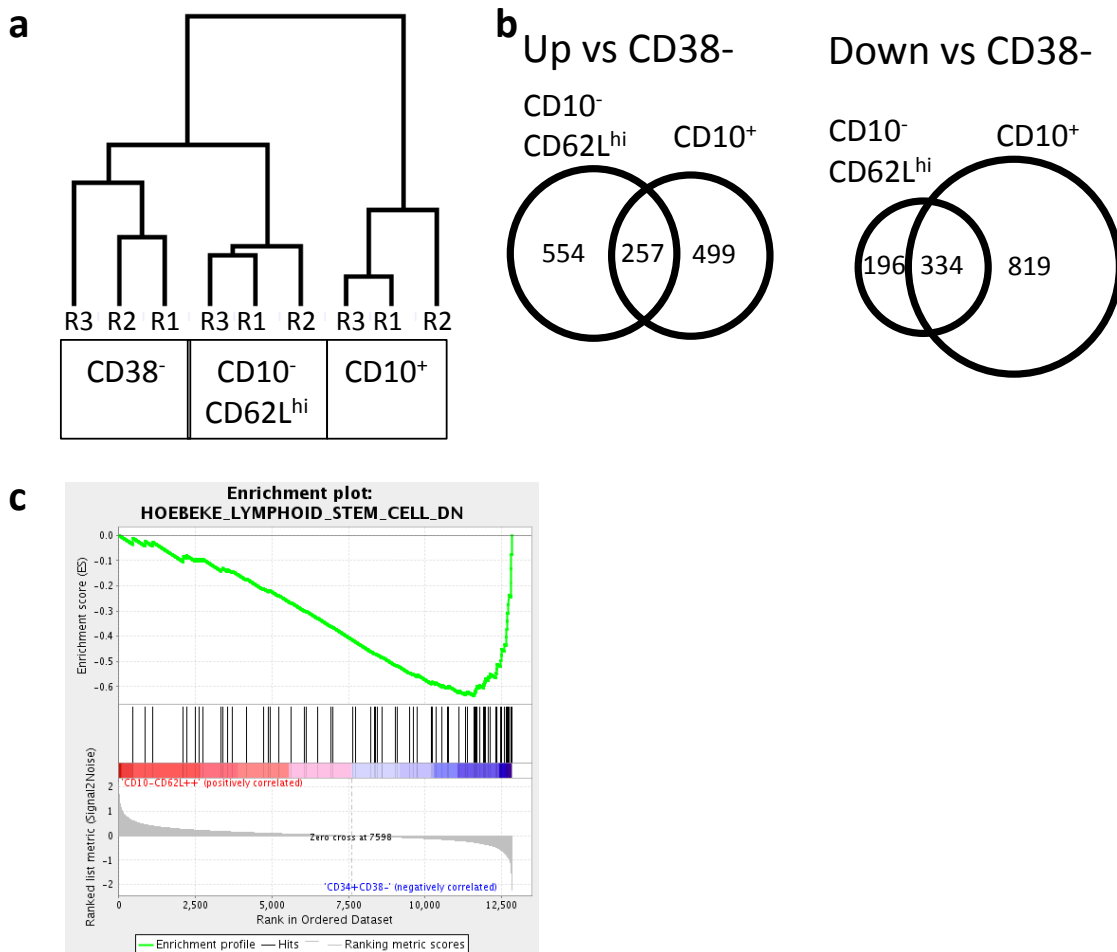 a
R3 R2 R1 R3 R1 R2 R3 R1 R2
CD38-
CD10-
CD62Lhi
CD10+
b
Up vs CD38-
CD10-
CD62Lhi
CD10+
554 257 499
Down vs CD38-
CD10-
CD62Lhi
CD10+
196 334 819
c
Enrichment plot:
HOEBEKE_LYMPHOID_STEM_CELL_DN
Enrichment score (ES)
0.0
-0.1
-0.2
-0.3
-0.4
-0.5
-0.6
Ranked list metric (Signal2Noise)
'CD10-CD62L++' (positively correlated)
2
1
0
-1
-2
Zero cross at 7598
'CD34+CD38-' (negatively correlated)
0 2,500 5,000 7,500 10,000 12,500
Rank in Ordered Dataset
Enrichment profile Hits Ranking metric scores